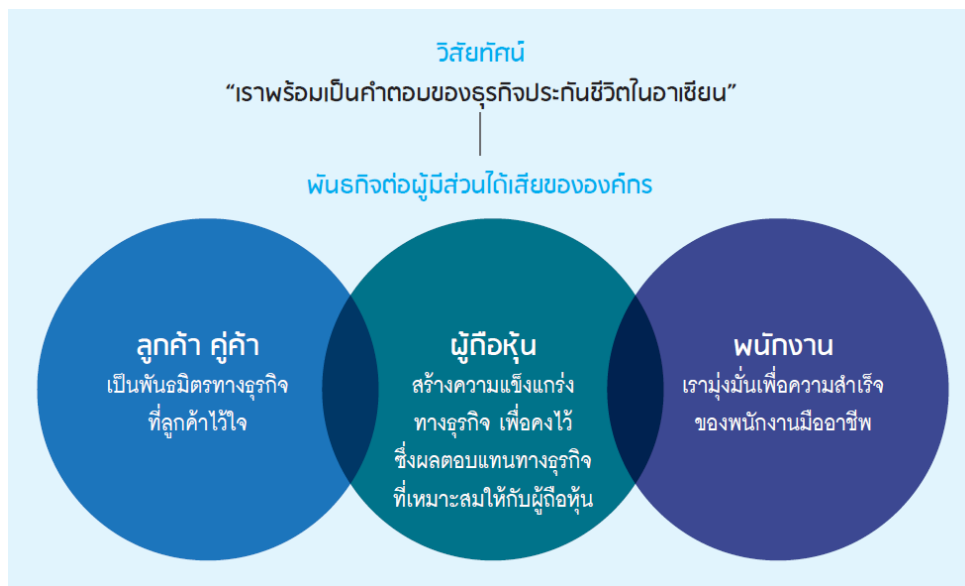 วิสัยทัศน์
“เราพร้อมเป็นคำตอบของธุรกิจประกันชีวิตในอาเซียน”
พันธกิจต่อผู้มีส่วนได้เสียขององค์กร
ลูกค้า คู่ค้า
เป็นพันธมิตรทางธุรกิจ
ที่ลูกค้าไว้ใจ
ผู้ถือหุ้น
สร้างความแข็งแกร่ง
ทางธุรกิจ เพื่อคงไว้
ซึ่งผลตอบแทนทางธุรกิจ
ที่เหมาะสมให้กับผู้ถือหุ้น
พนักงาน
เรามุ่งมั่นเพื่อความสำเร็จ
ของพนักงานมืออาชีพ